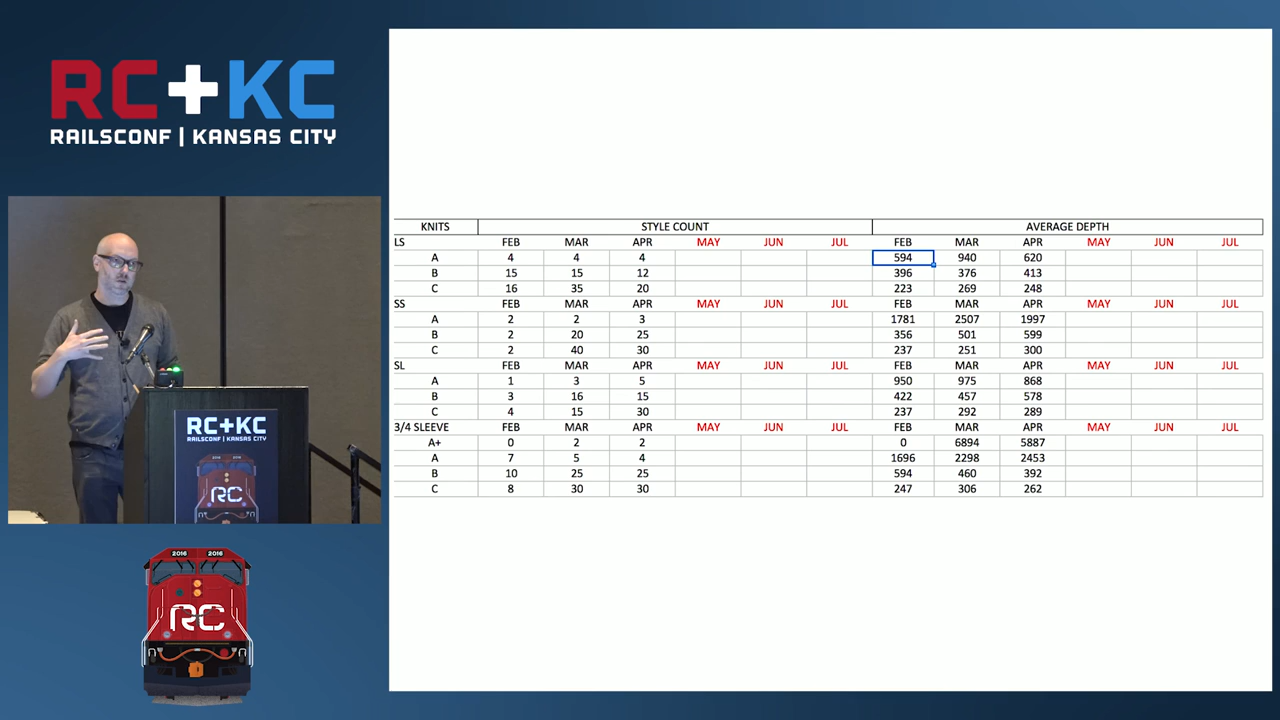 RC+KC
RAILSCONF | KANSAS CITY
KNITS STYLE COUNT AVERAGE DEPTH
LS FEB MAR APR MAY JUN JUL FEB MAR APR MAY JUN JUL
A 4 4 4 594 940 620
B 15 15 12 396 376 413
C 16 35 20 223 269 248
SS FEB MAR APR MAY JUN JUL FEB MAR APR MAY JUN JUL
A 2 2 3 1781 2507 1997
B 2 20 25 356 501 599
C 2 40 30 237 251 300
SL FEB MAR APR MAY JUN JUL FEB MAR APR MAY JUN JUL
A 1 3 5 950 975 868
B 3 16 15 422 457 578
C 4 15 30 237 292 289
3/4 SLEEVE FEB MAR APR MAY JUN JUL FEB MAR APR MAY JUN JUL
A+ 0 2 2 0 6894 5887
A 7 5 4 1696 2298 2453
B 10 25 25 594 460 392
C 8 30 30 247 306 262
RC+KC
RAILSCONF | KANSAS CITY
2016 2016
RC
2016 2016
RC